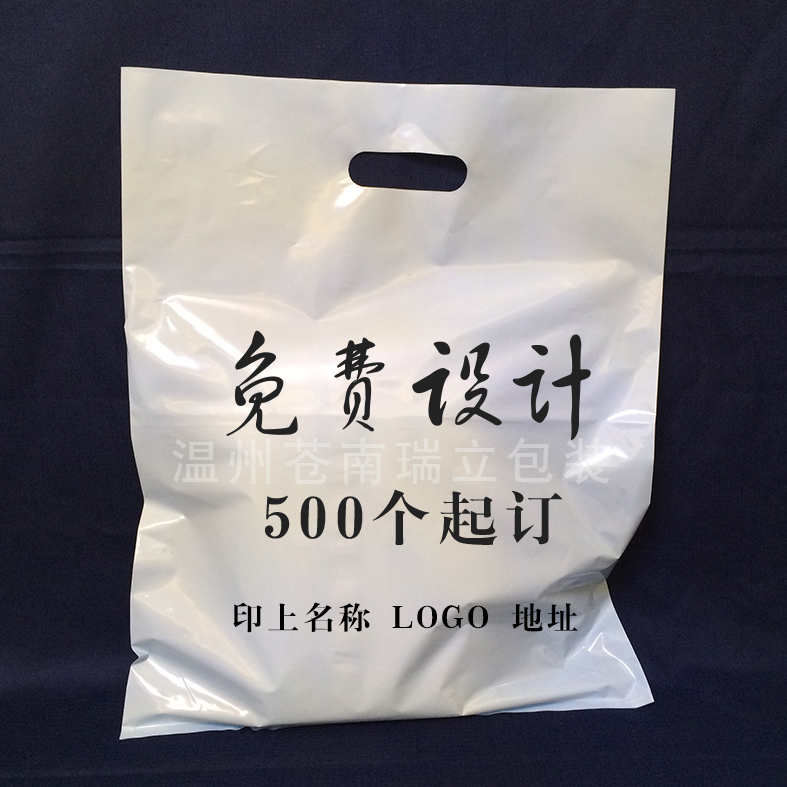 免费设计
温州苍南瑞立包装
500个起订
印上名称 LOGO 地址